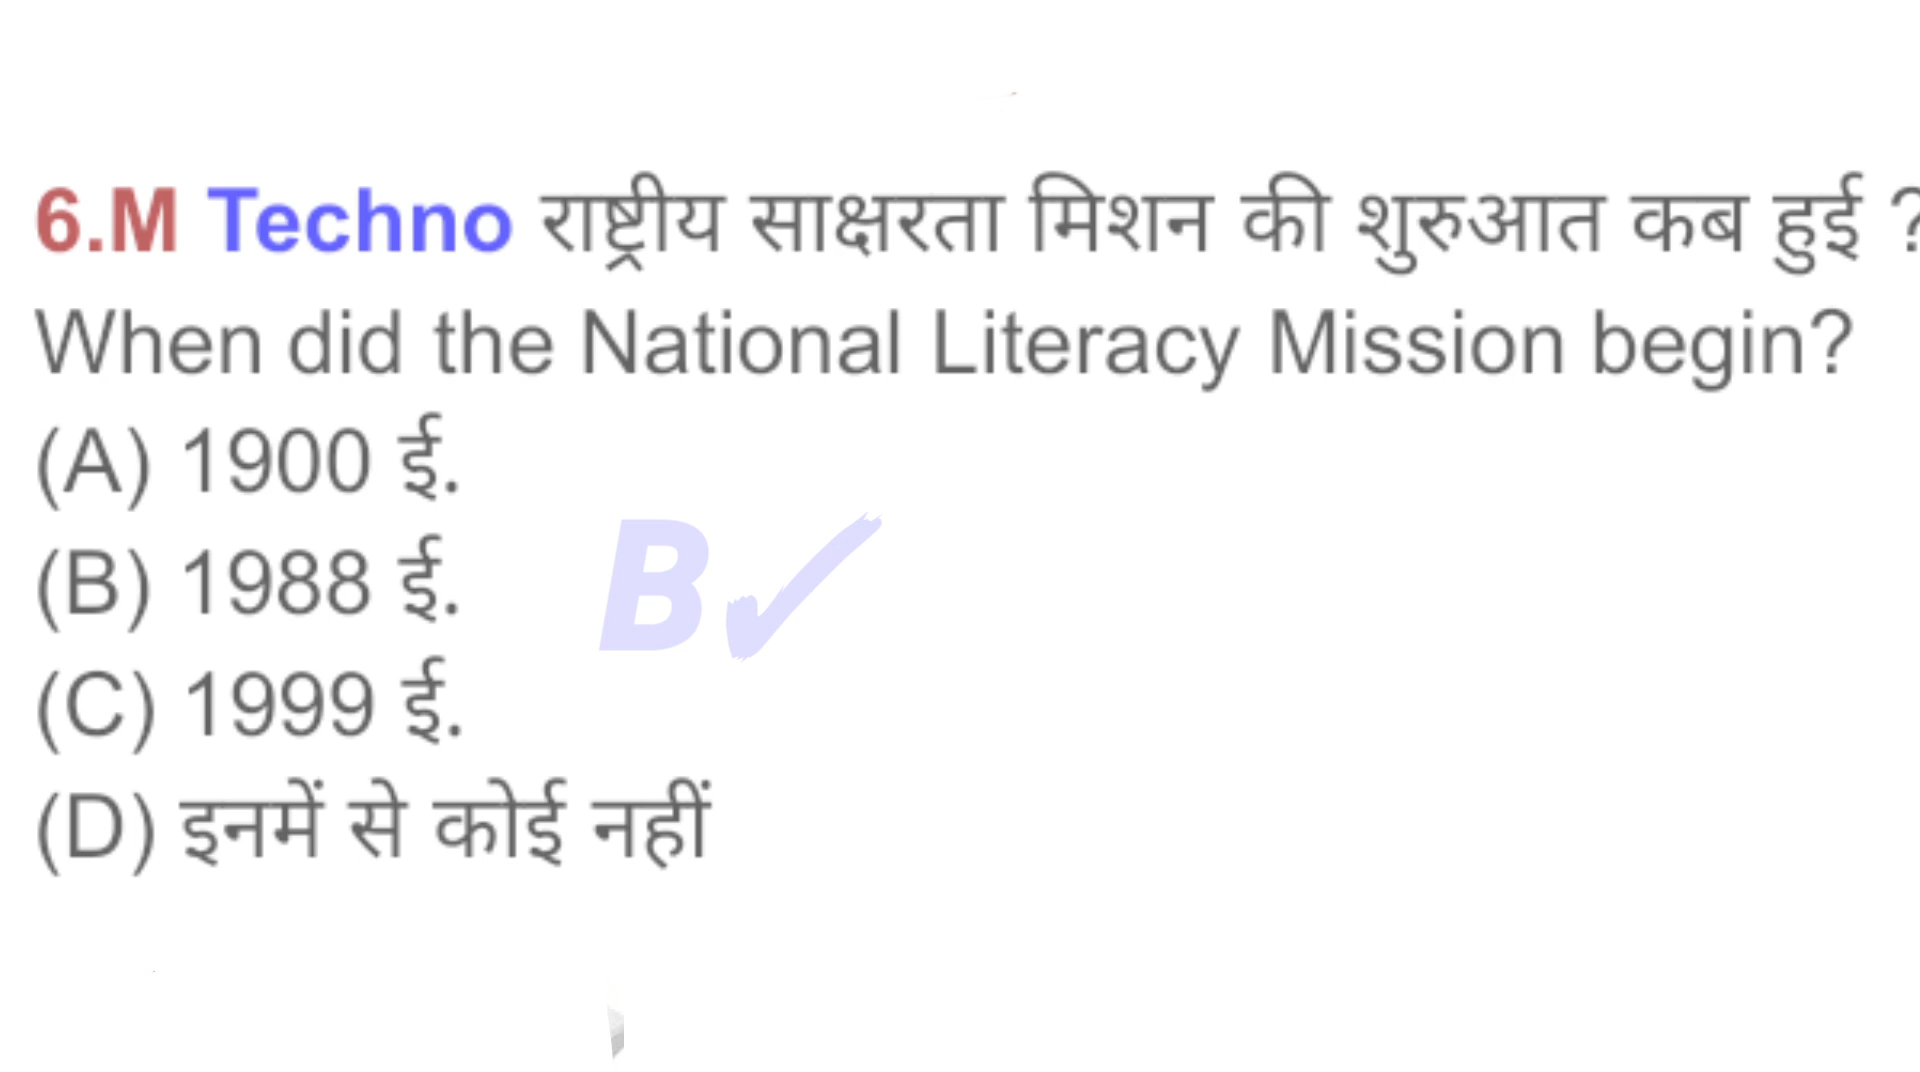 6.M Techno राष्ट्रीय साक्षरता मिशन की शुरुआत कब हुई ?
When did the National Literacy Mission begin?
(A) 1900 ई.
(B) 1988 ई.
B✓
(C) 1999 ई.
(D) इनमें से कोई नहीं